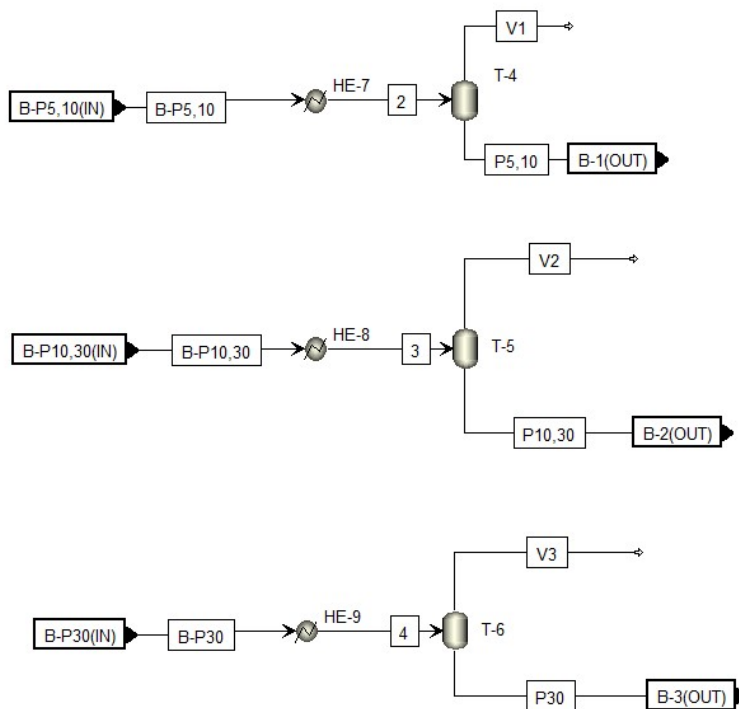 V1
T-4
HE-7
B-P5,10(IN)
B-P5,10
2
P5,10
B-1(OUT)
V2
HE-8
T-5
B-P10,30(IN)
B-P10,30
3
P10,30
B-2(OUT)
V3
HE-9
T-6
B-P30(IN)
B-P30
4
P30
B-3(OUT)